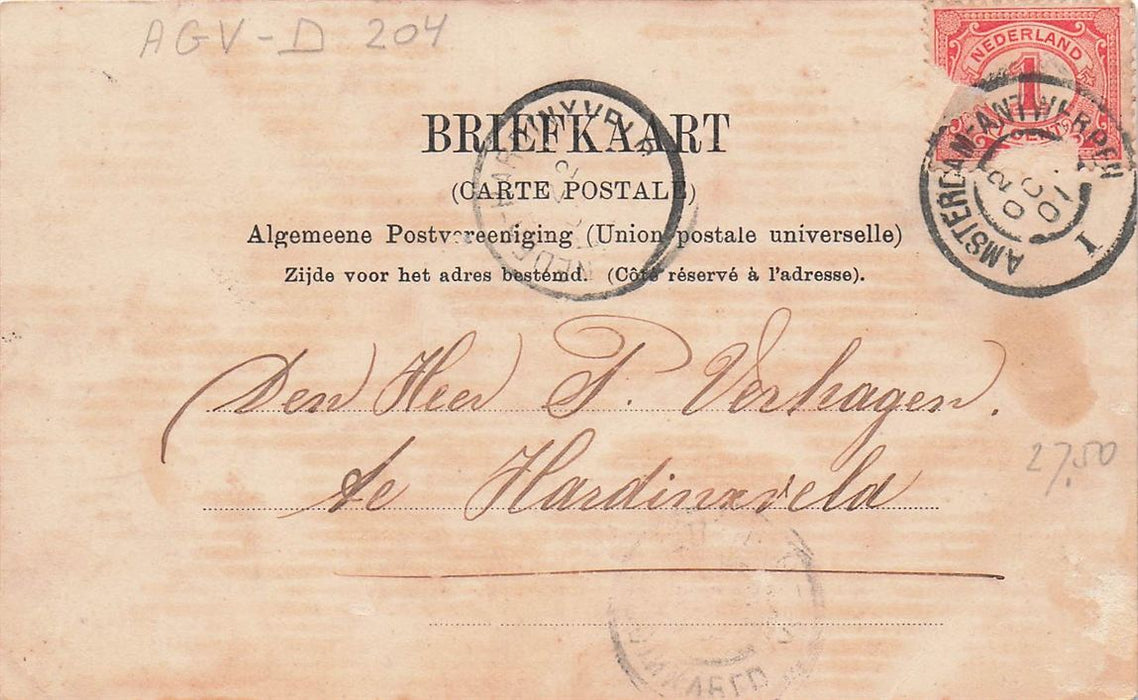 AGV-D 204
NEDERLAND
1
CENT
AMSTERDAM-ANTWERPEN
I
BRIEFKAART
(CARTE POSTALE)
Algemeene Postvereeniging (Union postale universelle)
Zijde voor het adres bestemd. (Côté réservé à l'adresse).
Den Heer P. Verhagen.
te Hardinxveld
27.50